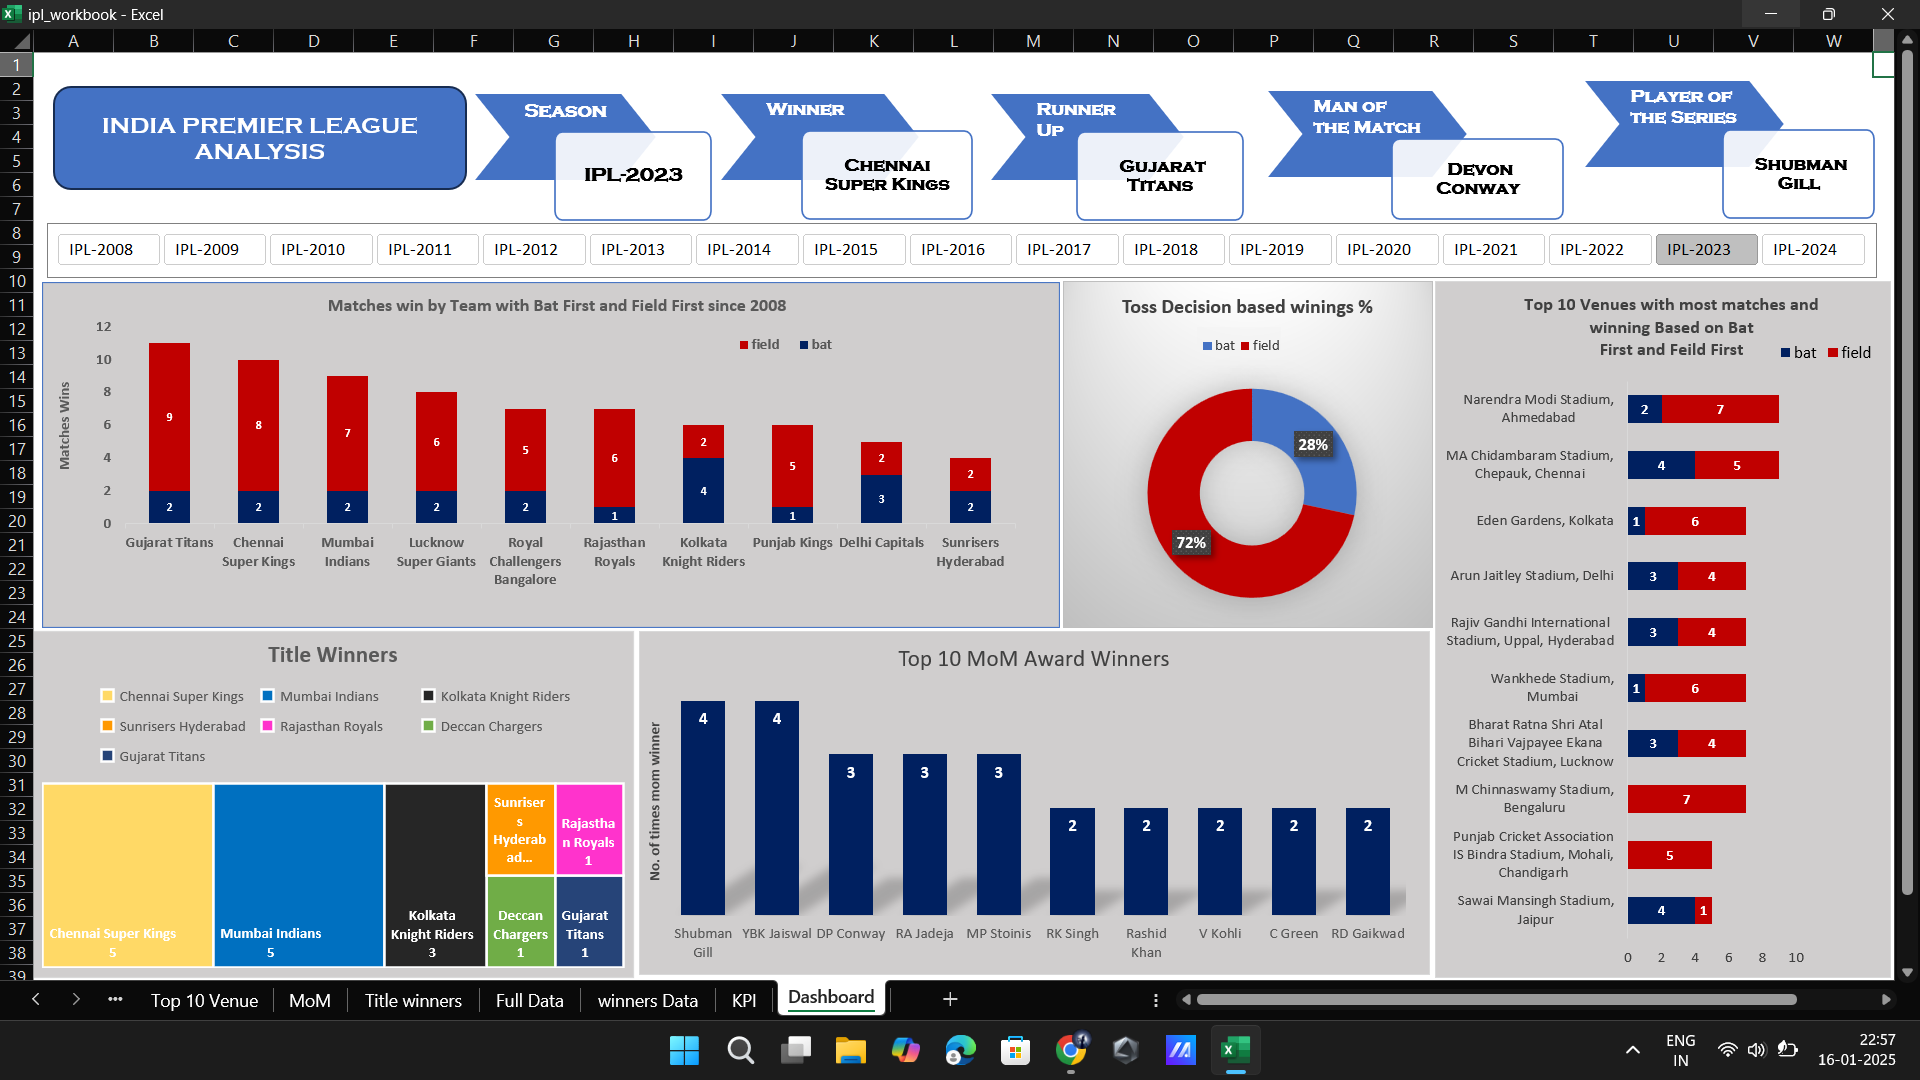 ipl_workbook - Excel
A B C D E F G H I J K L M N O P Q R S T U V W
1
2
3
4
5
6
7
8
9
10
11
12
13
14
15
16
17
18
19
20
21
22
23
24
25
26
27
28
29
30
31
32
33
34
35
36
37
38
39
INDIA PREMIER LEAGUE
ANALYSIS
SEASON
IPL-2023
WINNER
CHENNAI
SUPER KINGS
RUNNER
UP
GUJARAT
TITANS
MAN OF
THE MATCH
DEVON
CONWAY
PLAYER OF
THE SERIES
SHUBMAN
GILL
IPL-2008 IPL-2009 IPL-2010 IPL-2011 IPL-2012 IPL-2013 IPL-2014 IPL-2015 IPL-2016 IPL-2017 IPL-2018 IPL-2019 IPL-2020 IPL-2021 IPL-2022 IPL-2023 IPL-2024
Matches win by Team with Bat First and Field First since 2008
field bat
Matches Wins
12
10
8
6
4
2
0
9 8 7 6 5 6 2 5 2 2
2 2 2 2 2 1 4 1 3 2
Gujarat Titans
Chennai
Super Kings
Mumbai
Indians
Lucknow
Super Giants
Royal
Challengers
Bangalore
Rajasthan
Royals
Kolkata
Knight Riders
Punjab Kings
Delhi Capitals
Sunrisers
Hyderabad
Toss Decision based winings %
bat field
28%
72%
Top 10 Venues with most matches and
winning Based on Bat
First and Feild First
bat field
Narendra Modi Stadium,
Ahmedabad
2 7
MA Chidambaram Stadium,
Chepauk, Chennai
4 5
Eden Gardens, Kolkata
1 6
Arun Jaitley Stadium, Delhi
3 4
Rajiv Gandhi International
Stadium, Uppal, Hyderabad
3 4
Wankhede Stadium,
Mumbai
1 6
Bharat Ratna Shri Atal
Bihari Vajpayee Ekana
Cricket Stadium, Lucknow
3 4
M Chinnaswamy Stadium,
Bengaluru
7
Punjab Cricket Association
IS Bindra Stadium, Mohali,
Chandigarh
5
Sawai Mansingh Stadium,
Jaipur
4 1
0 2 4 6 8 10
Title Winners
Chennai Super Kings Mumbai Indians Kolkata Knight Riders
Sunrisers Hyderabad Rajasthan Royals Deccan Chargers
Gujarat Titans
Chennai Super Kings
5
Mumbai Indians
5
Kolkata
Knight Riders
3
Sunriser
s
Hyderab
ad...
Rajastha
n Royals
1
Deccan
Chargers
1
Gujarat
Titans
1
Top 10 MoM Award Winners
No. of times mom winner
4 4 3 3 3 2 2 2 2 2
Shubman
Gill
YBK Jaiswal
DP Conway
RA Jadeja
MP Stoinis
RK Singh
Rashid
Khan
V Kohli
C Green
RD Gaikwad
Top 10 Venue MoM Title winners Full Data winners Data KPI Dashboard
ENG
IN
22:57
16-01-2025